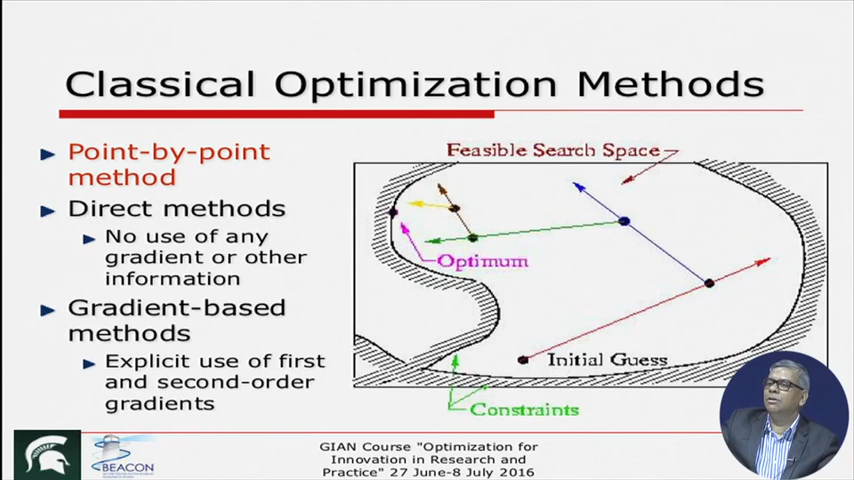 Classical Optimization Methods
Point-by-point
method
Direct methods
No use of any
gradient or other
information
Gradient-based
methods
Explicit use of first
and second-order
gradients
Feasible Search Space
Optimum
Initial Guess
Constraints
BEACON
GIAN Course "Optimization for
Innovation in Research and
Practice" 27 June-8 July 2016